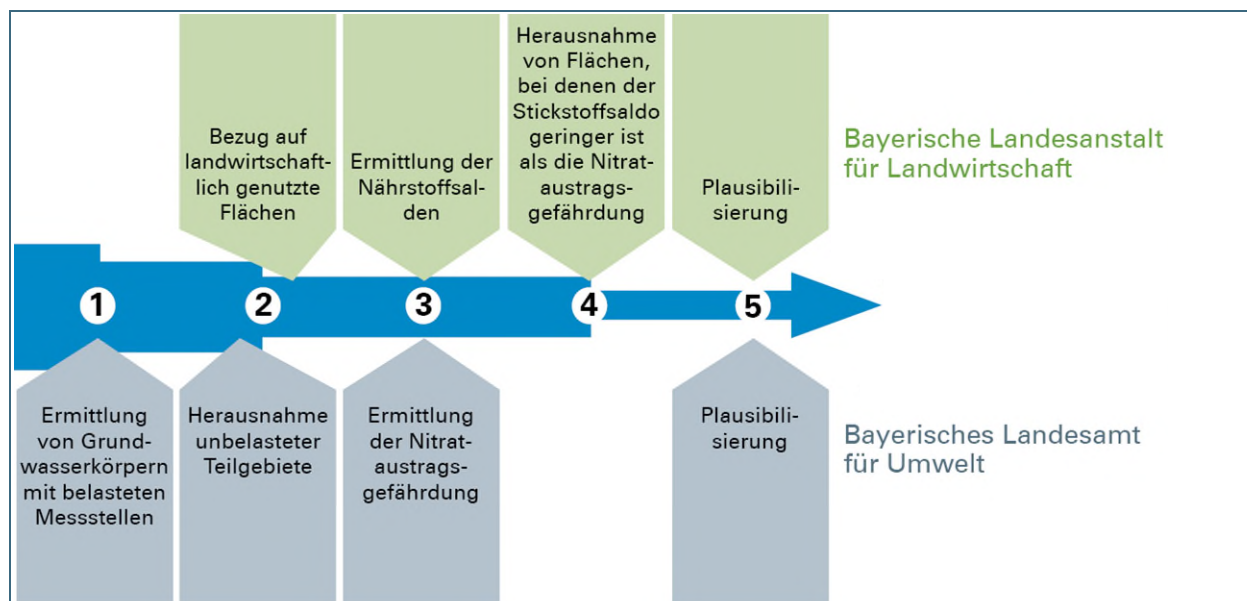 Bezug auf
landwirtschaft-
lich genutzte
Flächen
Ermittlung der
Nährstoffsal-
den
Herausnahme
von Flächen,
bei denen der
Stickstoffsaldo
geringer ist
als die Nitrat-
austrags-
gefährdung
Plausibili-
sierung
Bayerische Landesanstalt
für Landwirtschaft
1
2
3
4
5
Ermittlung
von Grund-
wasserkörpern
mit belasteten
Messstellen
Herausnahme
unbelasteter
Teilgebiete
Ermittlung
der Nitrat-
austrags-
gefährdung
Plausibili-
sierung
Bayerisches Landesamt
für Umwelt